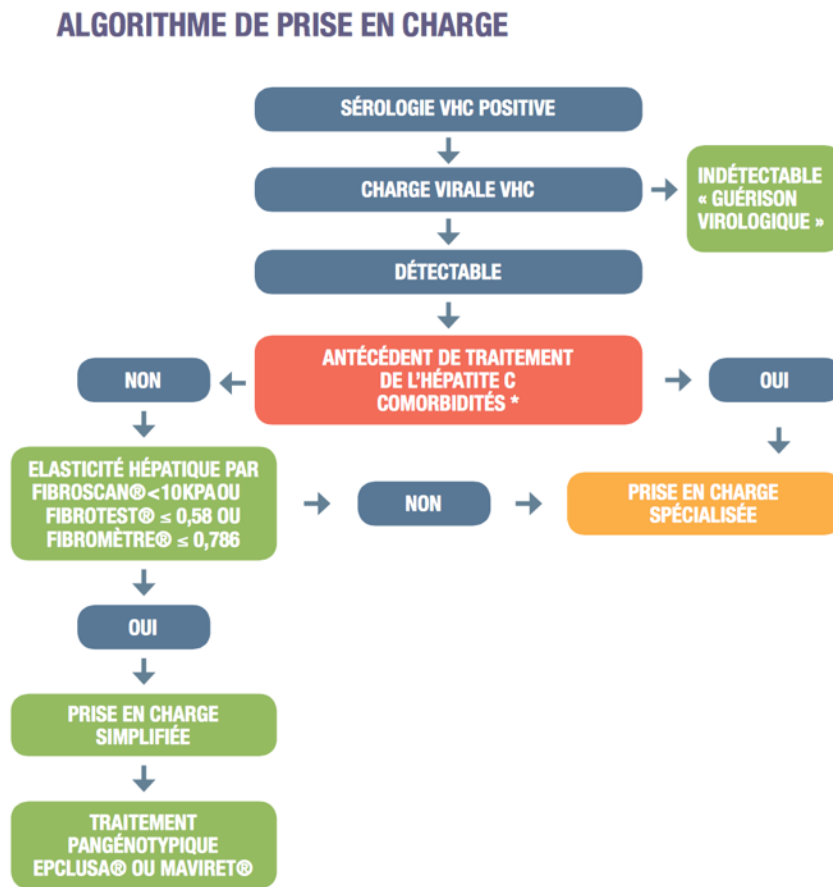 ALGORITHME DE PRISE EN CHARGE
SÉROLOGIE VHC POSITIVE
CHARGE VIRALE VHC
INDÉTECTABLE
« GUÉRISON
VIROLOGIQUE »
DÉTECTABLE
ANTÉCÉDENT DE TRAITEMENT
DE L'HÉPATITE C
COMORBIDITÉS *
NON
OUI
ELASTICITÉ HÉPATIQUE PAR
FIBROSCAN® <10KPA OU
FIBROTEST® ≤ 0,58 OU
FIBROMÈTRE® ≤ 0,786
NON
PRISE EN CHARGE
SPÉCIALISÉE
OUI
PRISE EN CHARGE
SIMPLIFIÉE
TRAITEMENT
PANGÉNOTYPIQUE
EPCLUSA® OU MAVIRET®